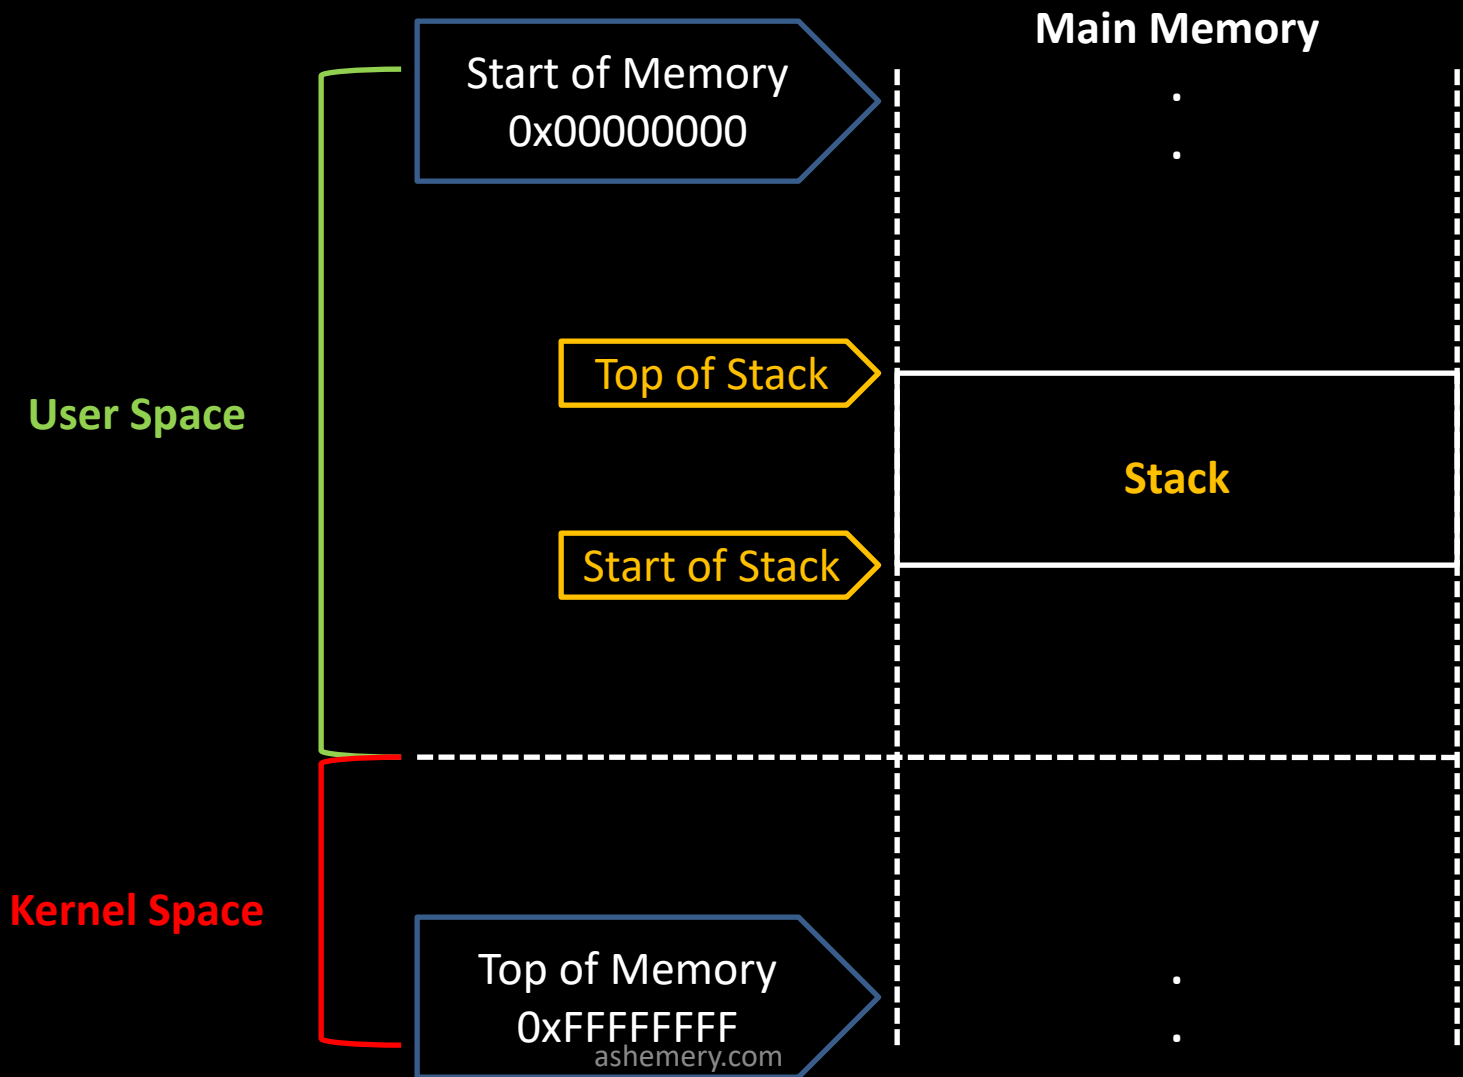 Main Memory
Start of Memory
0x00000000
.
.
Top of Stack
User Space
Stack
Start of Stack
Kernel Space
Top of Memory
0xFFFFFFFF
.
.
ashemery.com